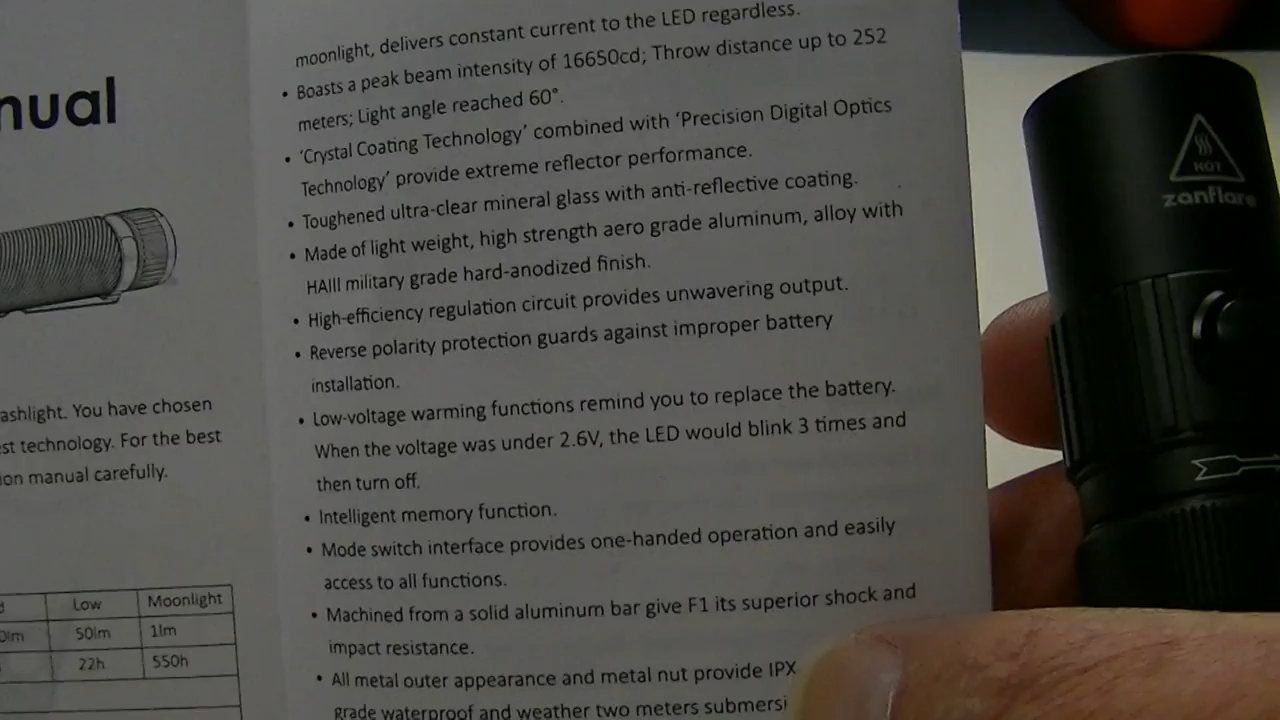 nual
ashlight. You have chosen
est technology. For the best
ion manual carefully.
d Low Moonlight
0lm 50lm 1lm
22h 550h
moonlight, delivers constant current to the LED regardless.
• Boasts a peak beam intensity of 16650cd; Throw distance up to 252
meters; Light angle reached 60°.
• 'Crystal Coating Technology' combined with 'Precision Digital Optics
Technology' provide extreme reflector performance.
• Toughened ultra-clear mineral glass with anti-reflective coating.
• Made of light weight, high strength aero grade aluminum, alloy with
HAIII military grade hard-anodized finish.
• High-efficiency regulation circuit provides unwavering output.
• Reverse polarity protection guards against improper battery
installation.
• Low-voltage warming functions remind you to replace the battery.
When the voltage was under 2.6V, the LED would blink 3 times and
then turn off.
• Intelligent memory function.
• Mode switch interface provides one-handed operation and easily
access to all functions.
• Machined from a solid aluminum bar give F1 its superior shock and
impact resistance.
• All metal outer appearance and metal nut provide IPX
grade waterproof and weather two meters submersi
HOT
zanflare